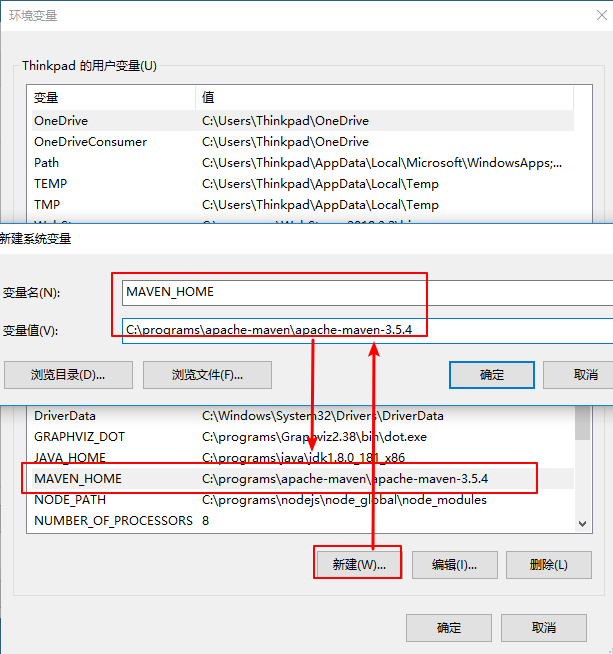 环境变量
Thinkpad 的用户变量(U)
变量 值
OneDrive C:\Users\Thinkpad\OneDrive
OneDriveConsumer C:\Users\Thinkpad\OneDrive
Path C:\Users\Thinkpad\AppData\Local\Microsoft\WindowsApps;...
TEMP C:\Users\Thinkpad\AppData\Local\Temp
TMP C:\Users\Thinkpad\AppData\Local\Temp
新建系统变量
变量名(N): MAVEN_HOME
变量值(V): C:\programs\apache-maven\apache-maven-3.5.4
浏览目录(D)... 浏览文件(F)... 确定 取消
DriverData C:\Windows\System32\Drivers\DriverData
GRAPHVIZ_DOT C:\programs\Graphviz2.38\bin\dot.exe
JAVA_HOME C:\programs\java\jdk1.8.0_181_x86
MAVEN_HOME C:\programs\apache-maven\apache-maven-3.5.4
NODE_PATH C:\programs\nodejs\node_global\node_modules
NUMBER_OF_PROCESSORS 8
新建(W)... 编辑(I)... 删除(L)
确定 取消